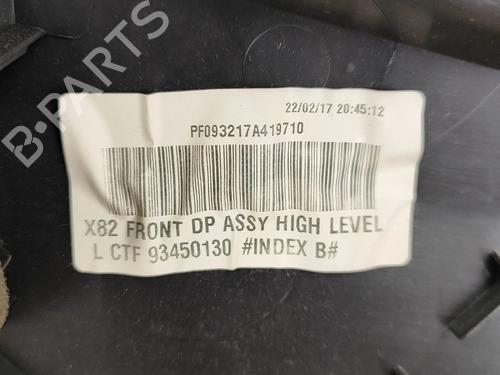 B-PARTS
22/02/17 20:45:12
PF093217A419710
X82 FRONT DP ASSY HIGH LEVEL
L CTF 93450130 #INDEX B#